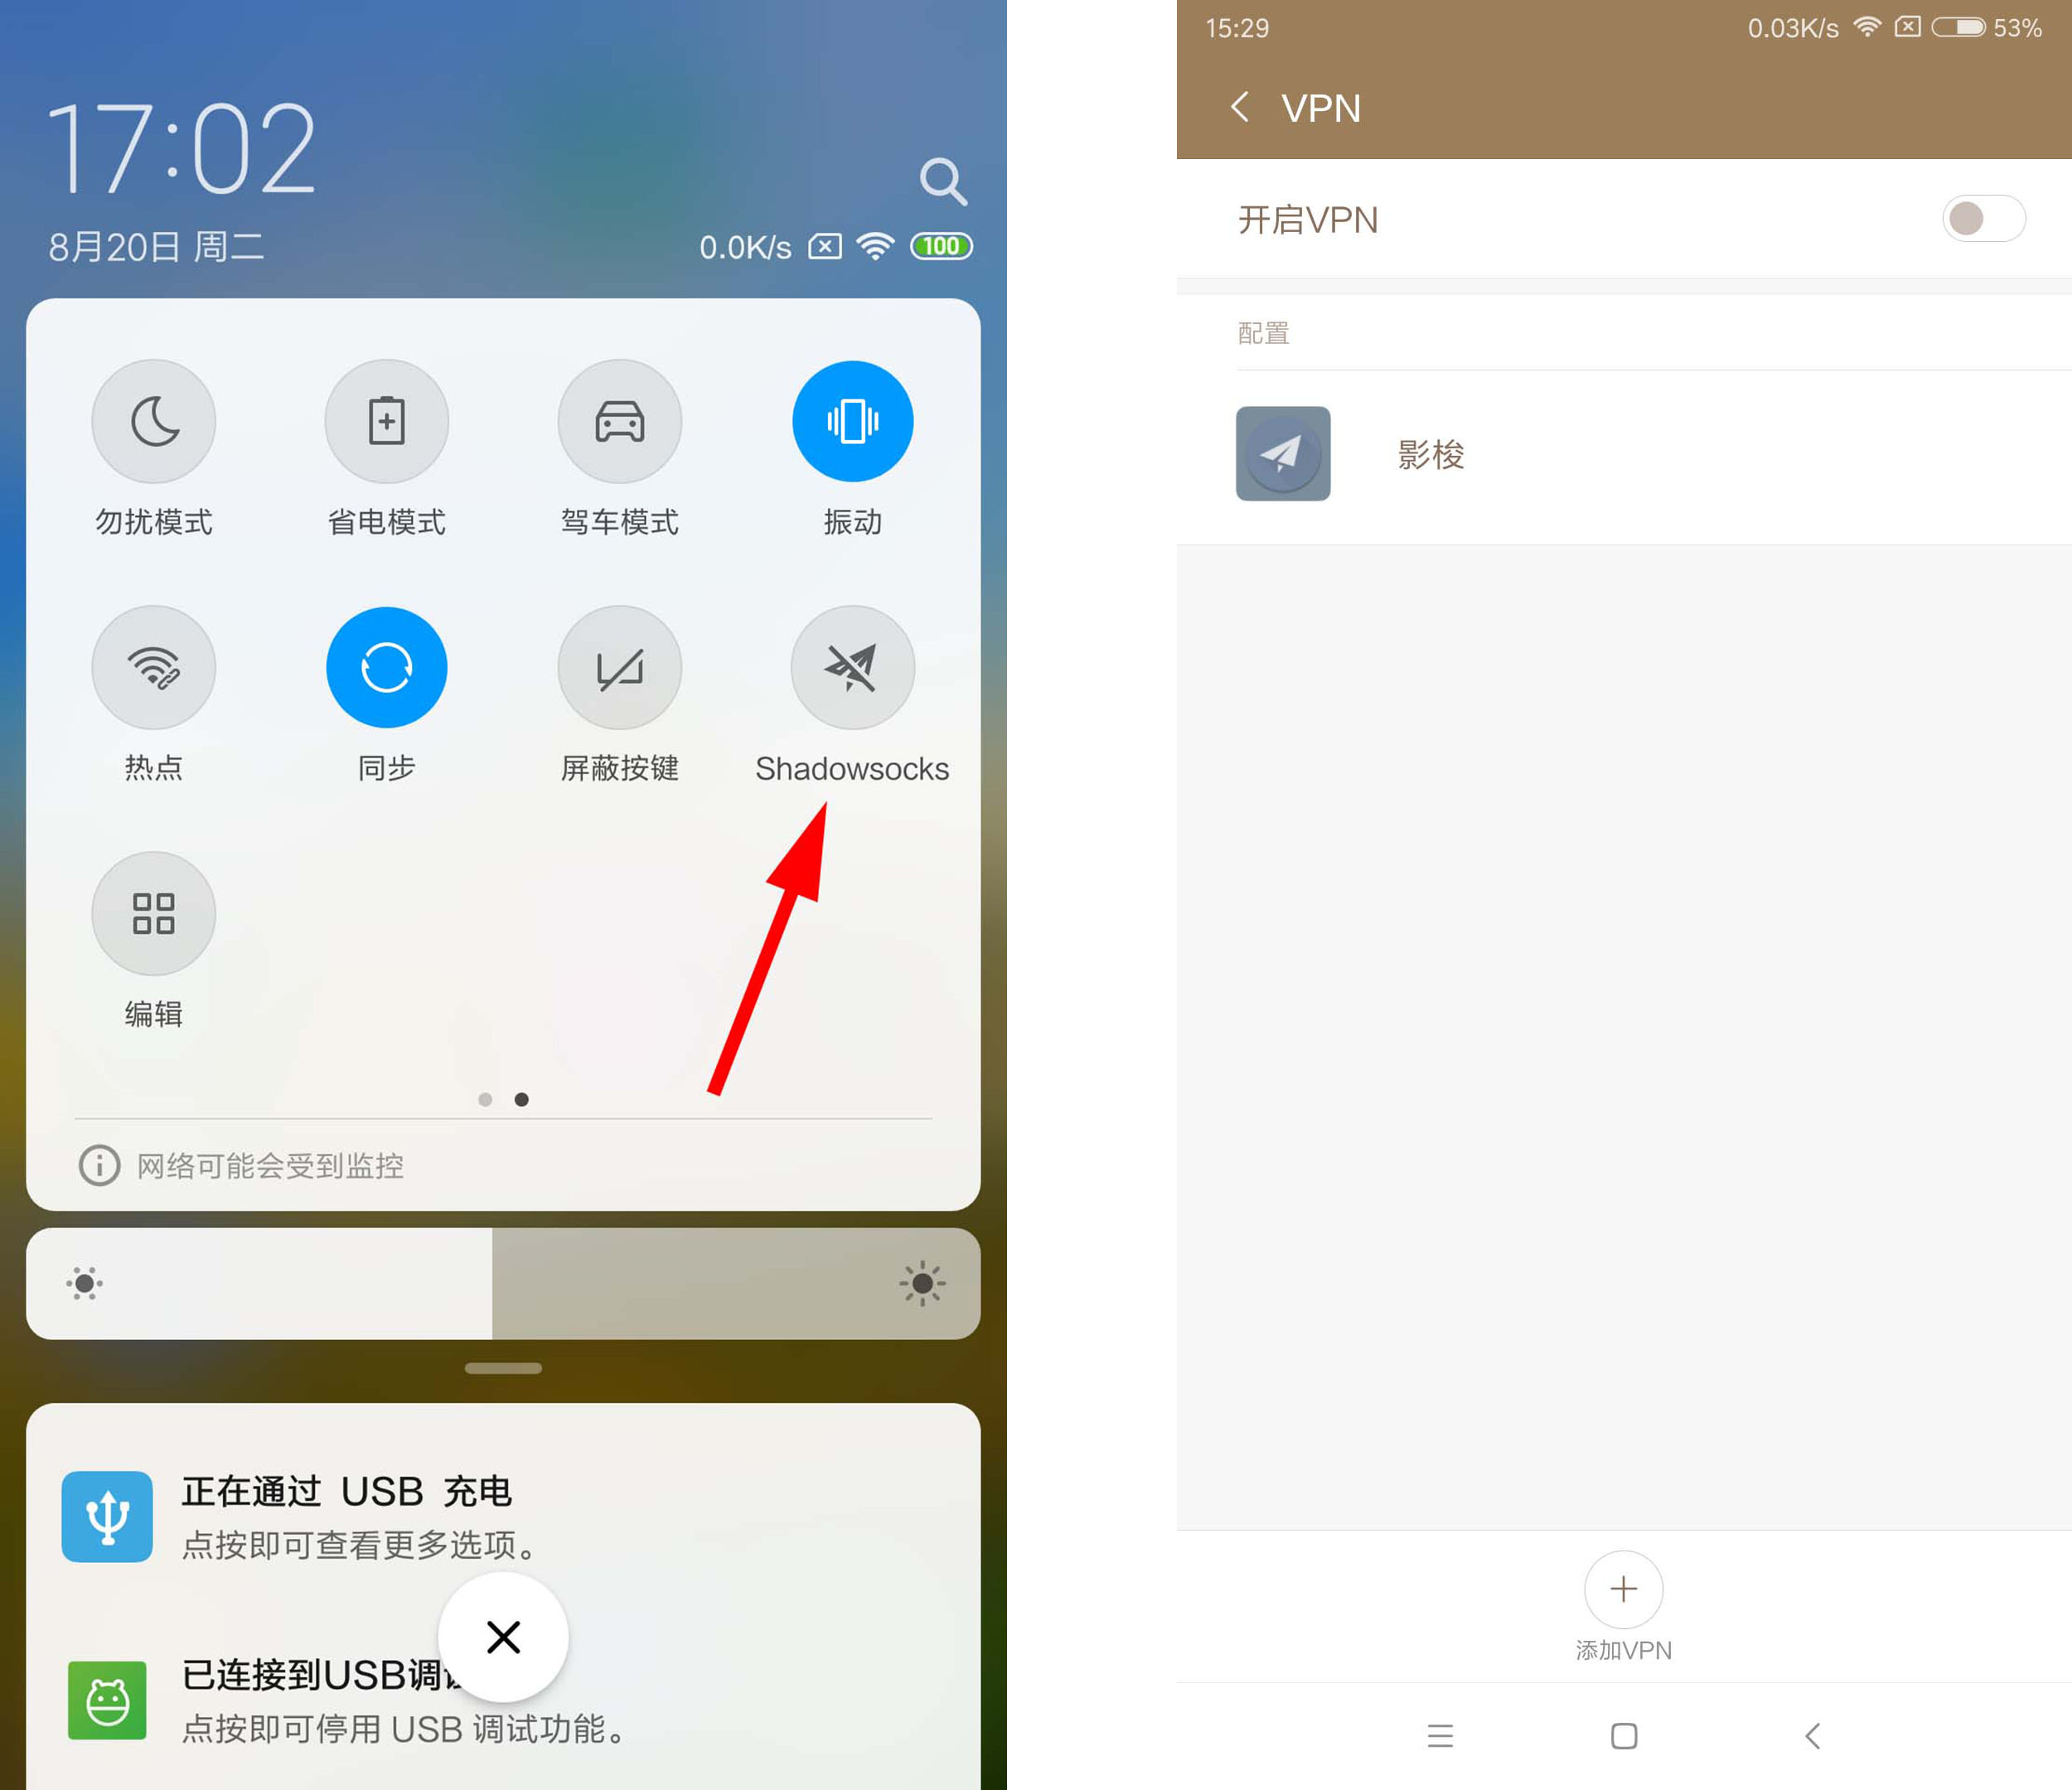 17:02
8月20日 周二
0.0K/s
100
勿扰模式
省电模式
驾车模式
振动
热点
同步
屏蔽按键
Shadowsocks
编辑
网络可能会受到监控
正在通过 USB 充电
点按即可查看更多选项。
已连接到USB调
点按即可停用 USB 调试功能。
15:29
0.03K/s
53%
VPN
开启VPN
配置
影梭
添加VPN